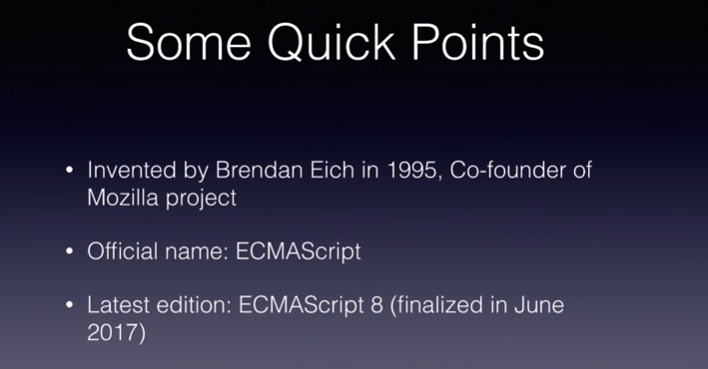 Some Quick Points
• Invented by Brendan Eich in 1995, Co-founder of
Mozilla project
• Official name: ECMAScript
• Latest edition: ECMAScript 8 (finalized in June
2017)